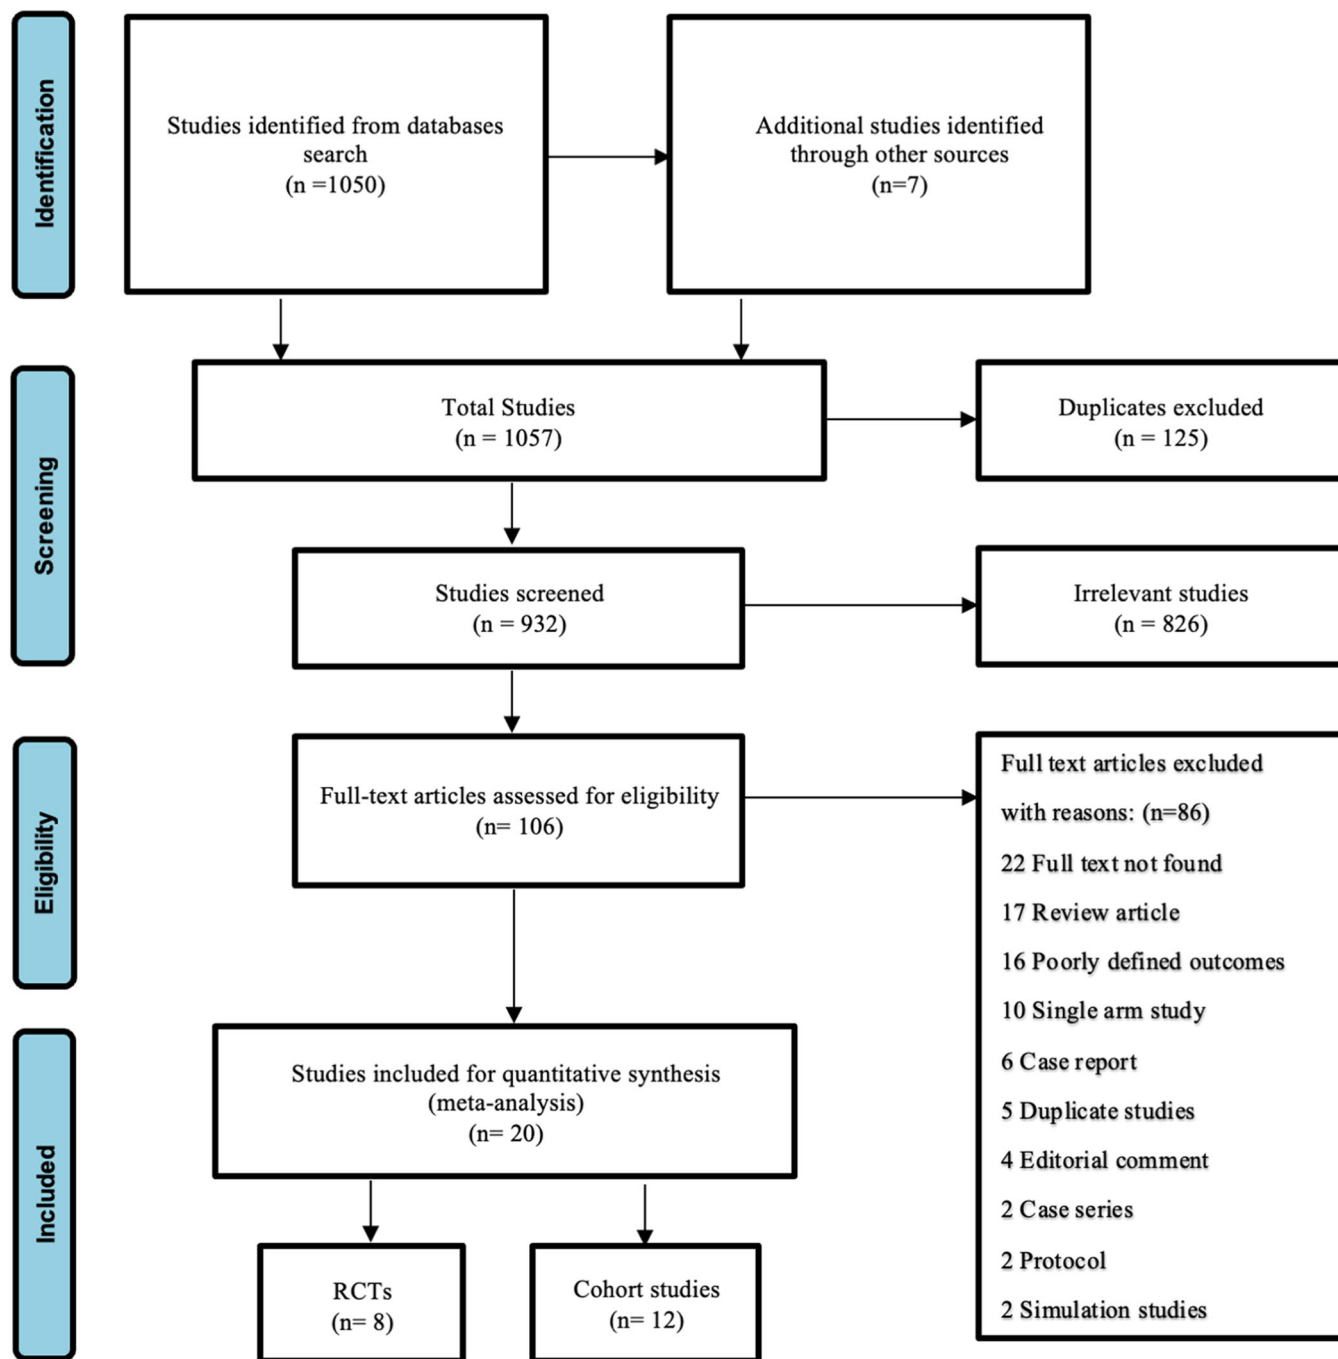 Identification
Studies identified from databases
search
(n =1050)
Additional studies identified
through other sources
(n=7)
Screening
Total Studies
(n = 1057)
Duplicates excluded
(n = 125)
Studies screened
(n = 932)
Irrelevant studies
(n = 826)
Eligibility
Full-text articles assessed for eligibility
(n= 106)
Full text articles excluded
with reasons: (n=86)
22 Full text not found
17 Review article
16 Poorly defined outcomes
10 Single arm study
6 Case report
5 Duplicate studies
4 Editorial comment
2 Case series
2 Protocol
2 Simulation studies
Included
Studies included for quantitative synthesis
(meta-analysis)
(n= 20)
RCTs
(n= 8)
Cohort studies
(n= 12)